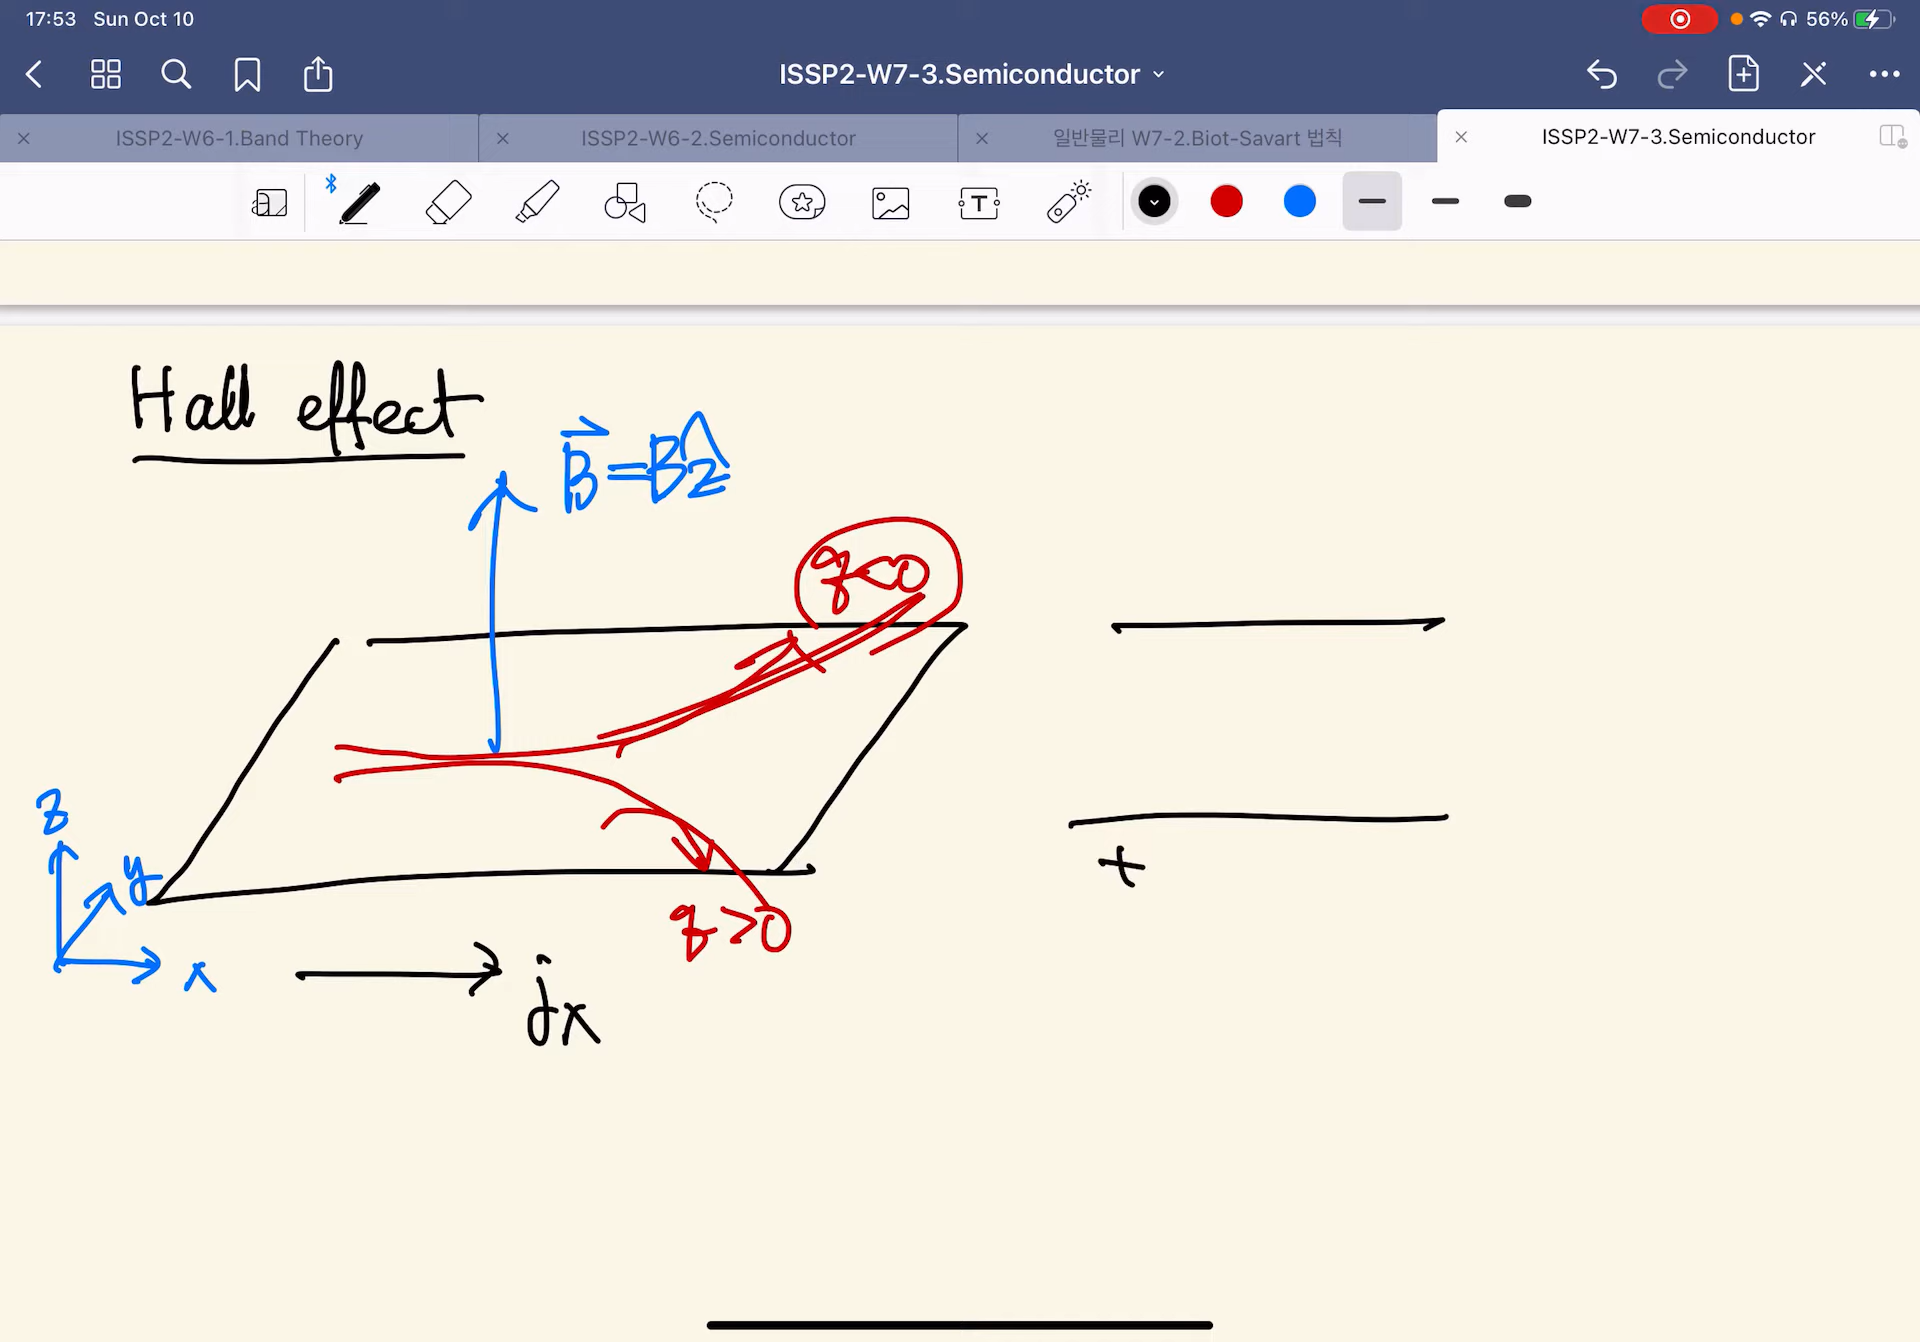 17:53 Sun Oct 10
56%
ISSP2-W7-3.Semiconductor
ISSP2-W6-1.Band Theory
ISSP2-W6-2.Semiconductor
일반물리 W7-2.Biot-Savart 법칙
ISSP2-W7-3.Semiconductor
T
Hall effect
B⃗ = Bẑ
q<0
z
y
x
+
q>0
jx